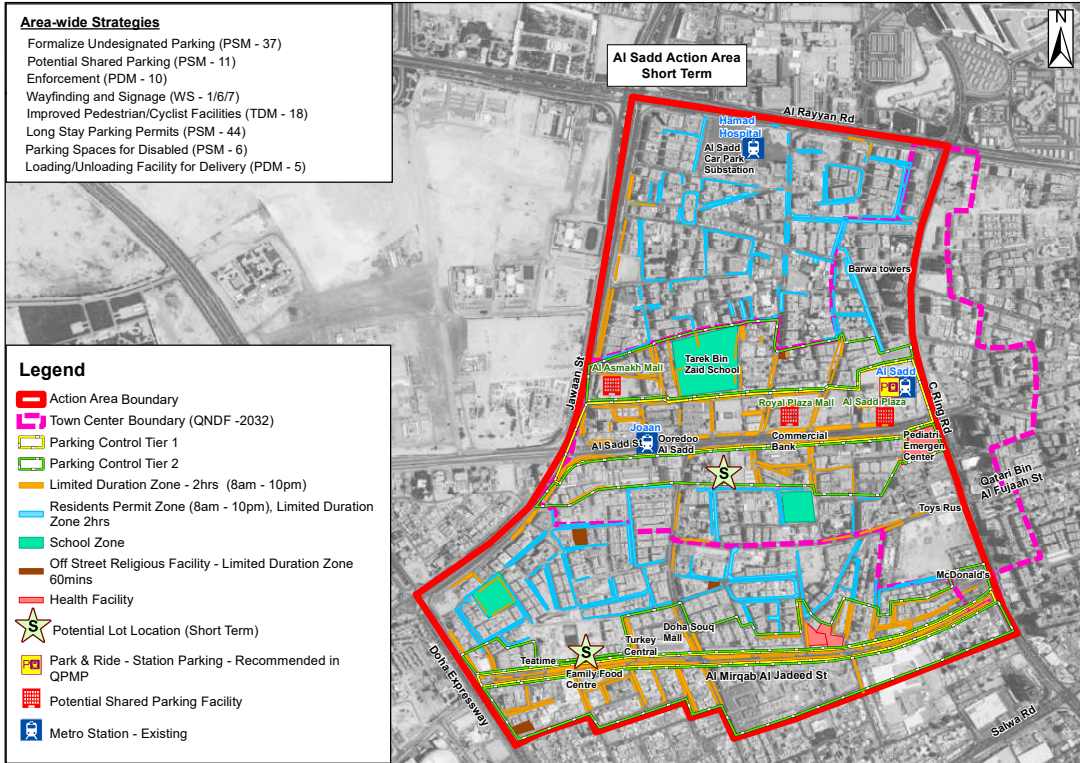 Area-wide Strategies
Formalize Undesignated Parking (PSM - 37)
Potential Shared Parking (PSM - 11)
Enforcement (PDM - 10)
Wayfinding and Signage (WS - 1/6/7)
Improved Pedestrian/Cyclist Facilities (TDM - 18)
Long Stay Parking Permits (PSM - 44)
Parking Spaces for Disabled (PSM - 6)
Loading/Unloading Facility for Delivery (PDM - 5)
Al Sadd Action Area
Short Term
N
Al Rayyan Rd
Hamad
Hospital
Al Sadd
Car Park
Substation
Barwa towers
Jawaan St
Al Asmakh Mall
Tarek Bin
Zaid School
Al Sadd
Royal Plaza Mall
Al Sadd Plaza
C Ring Rd
Joaan
Al Sadd St
Ooredoo
Al Sadd
Commercial
Bank
Pediatric
Emergen
Center
S
Qatari Bin
Al Fujaah St
Toys Rus
McDonald's
Doha Souq
Mall
Turkey
Central
Teatime
S
Family Food
Centre
Al Mirqab Al Jadeed St
Doha Expressway
Salwa Rd
Legend
Action Area Boundary
Town Center Boundary (QNDF -2032)
Parking Control Tier 1
Parking Control Tier 2
Limited Duration Zone - 2hrs (8am - 10pm)
Residents Permit Zone (8am - 10pm), Limited Duration
Zone 2hrs
School Zone
Off Street Religious Facility - Limited Duration Zone
60mins
Health Facility
S
Potential Lot Location (Short Term)
Park & Ride - Station Parking - Recommended in
QPMP
Potential Shared Parking Facility
Metro Station - Existing